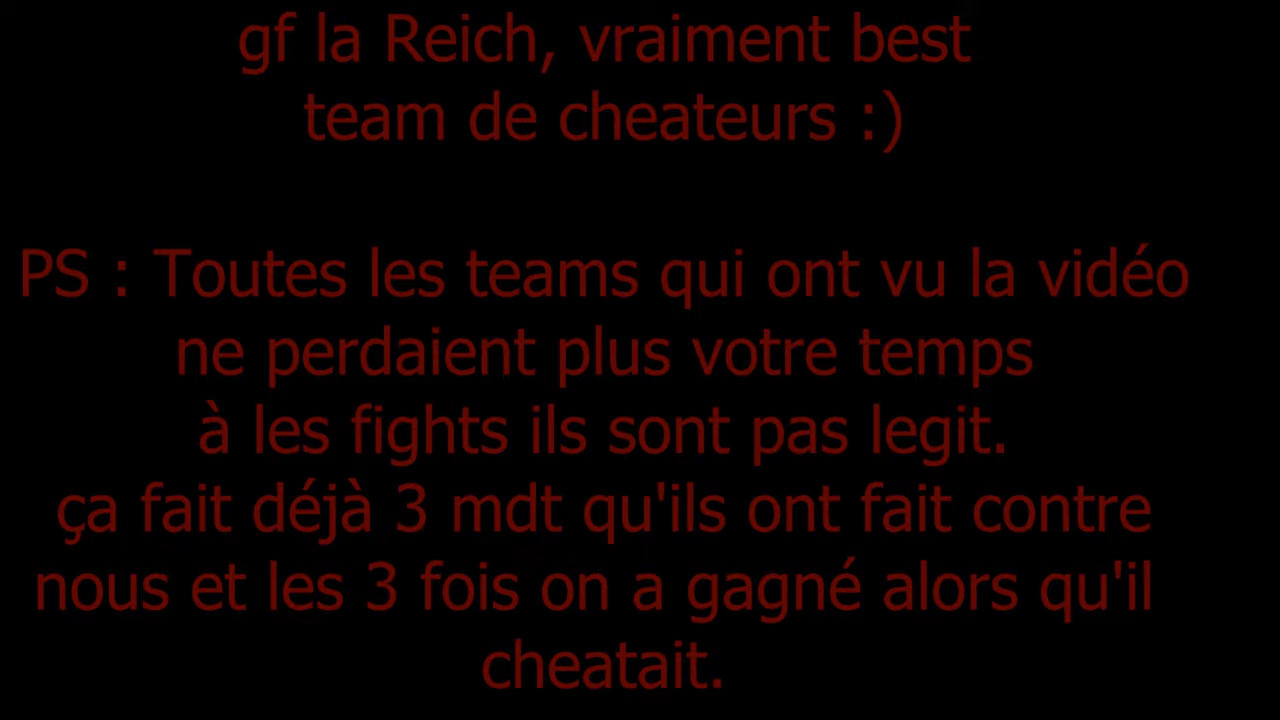 gf la Reich, vraiment best
team de cheateurs :)
PS : Toutes les teams qui ont vu la vidéo
ne perdaient plus votre temps
à les fights ils sont pas legit.
ça fait déjà 3 mdt qu'ils ont fait contre
nous et les 3 fois on a gagné alors qu'il
cheatait.